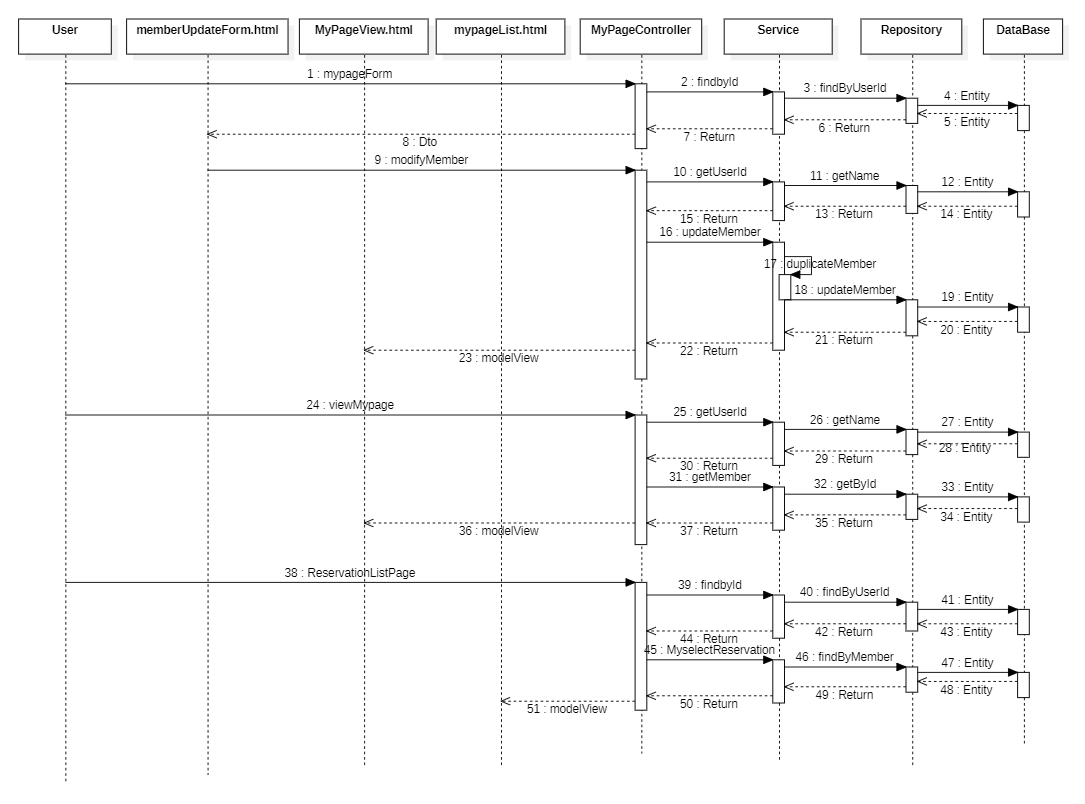 User
memberUpdateForm.html
MyPageView.html
mypageList.html
MyPageController
Service
Repository
DataBase
1 : mypageForm
2 : findbyId
3 : findByUserId
4 : Entity
5 : Entity
6 : Return
7 : Return
8 : Dto
9 : modifyMember
10 : getUserId
11 : getName
12 : Entity
13 : Return
14 : Entity
15 : Return
16 : updateMember
17 : duplicateMember
18 : updateMember
19 : Entity
20 : Entity
21 : Return
22 : Return
23 : modelView
24 : viewMypage
25 : getUserId
26 : getName
27 : Entity
28 : Entity
29 : Return
30 : Return
31 : getMember
32 : getById
33 : Entity
34 : Entity
35 : Return
36 : modelView
37 : Return
38 : ReservationListPage
39 : findbyId
40 : findByUserId
41 : Entity
42 : Return
43 : Entity
44 : Return
45 : MyselectReservation
46 : findByMember
47 : Entity
48 : Entity
49 : Return
50 : Return
51 : modelView